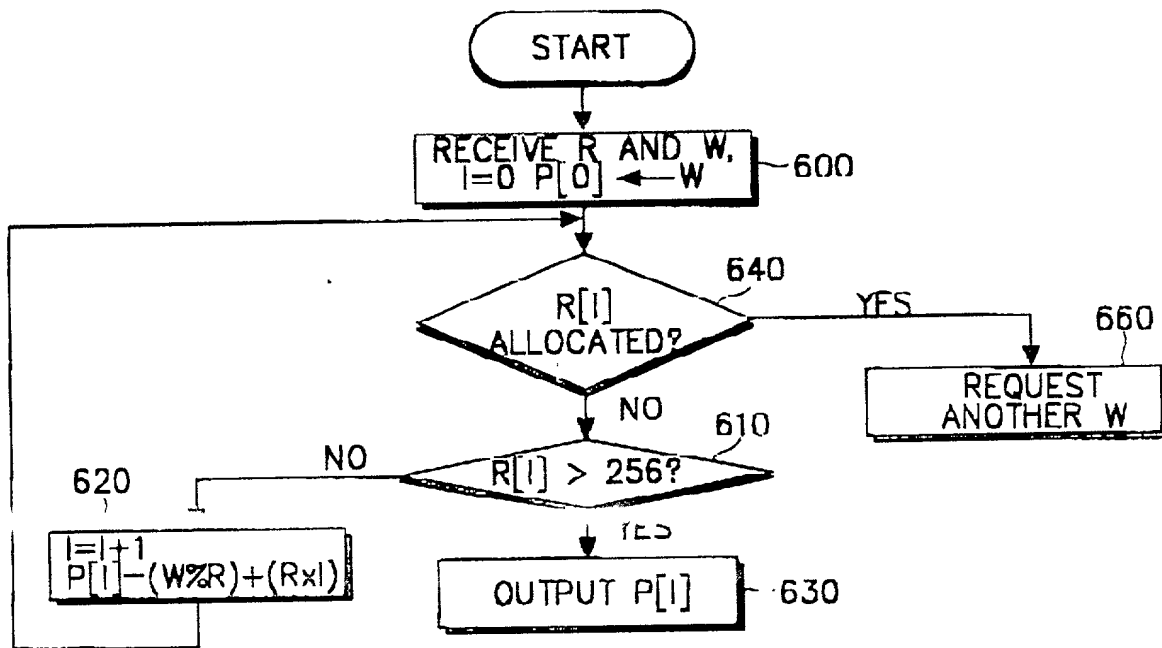 START
RECEIVE R AND W,
I=0 P[0] ← W
600
R[I]
ALLOCATED?
640
YES
660
REQUEST
ANOTHER W
NO
610
R[I] > 256?
NO
620
I=I+1
P[I]-(W%R)+(RxI)
YES
OUTPUT P[I]
630